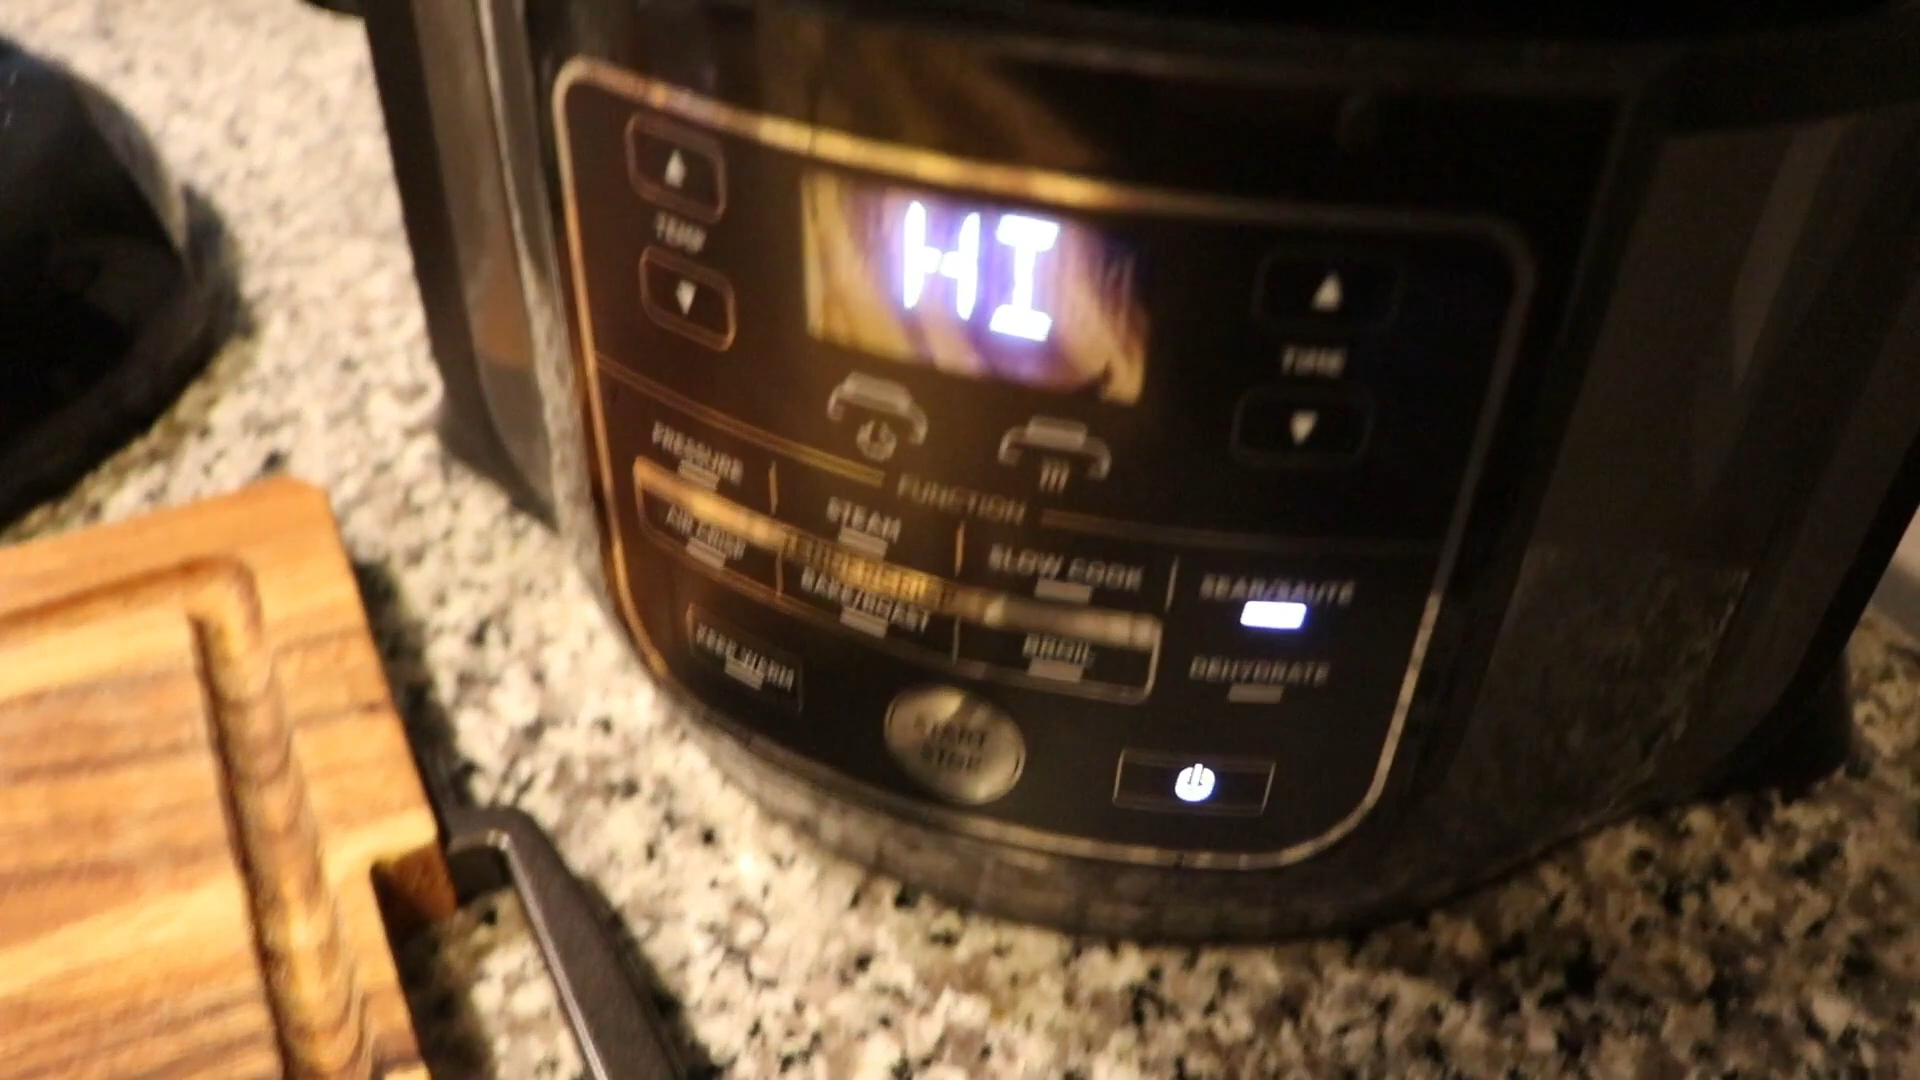 HI
TEMP
TIME
FUNCTION
PRESSURE
STEAM
SLOW COOK
SEAR/SAUTÉ
AIR CRISP
BAKE/ROAST
BROIL
DEHYDRATE
KEEP WARM
START
STOP